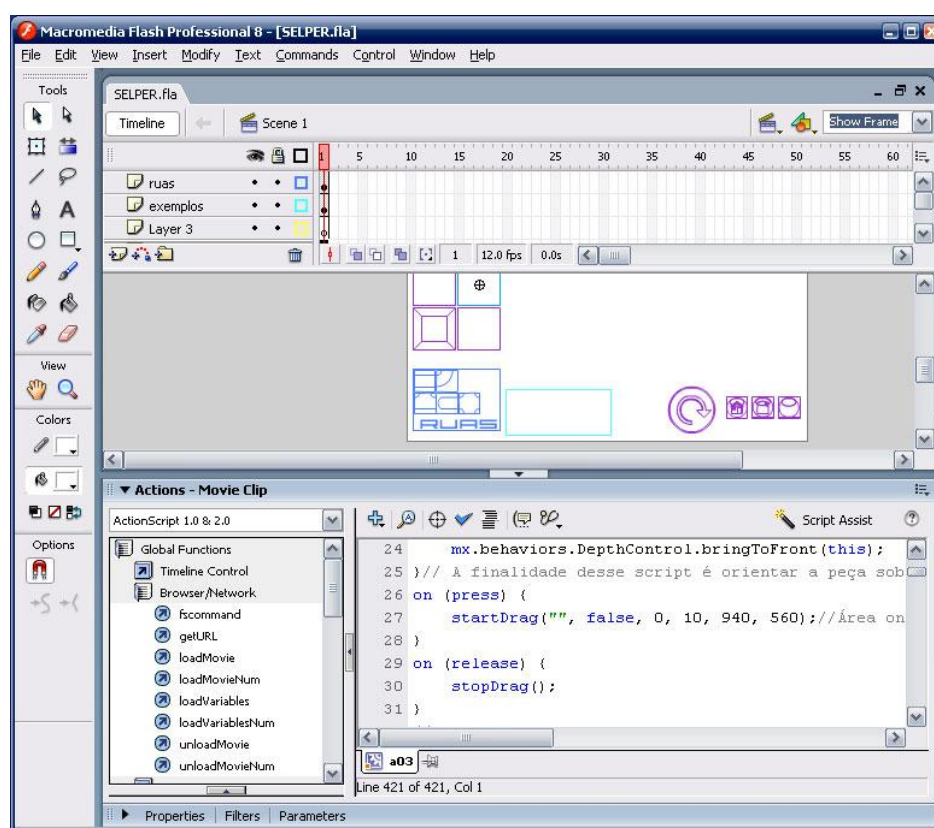 Macromedia Flash Professional 8 - [SELPER.fla]
File Edit View Insert Modify Text Commands Control Window Help
Tools
View
Colors
Options
SELPER.fla
Timeline Scene 1 Show Frame
1 5 10 15 20 25 30 35 40 45 50 55 60
ruas
exemplos
Layer 3
1 12.0 fps 0.0s
RUAS
Actions - Movie Clip
ActionScript 1.0 & 2.0
Script Assist
Global Functions
Timeline Control
Browser/Network
fscommand
getURL
loadMovie
loadMovieNum
loadVariables
loadVariablesNum
unloadMovie
unloadMovieNum
24 mx.behaviors.DepthControl.bringToFront(this);
25 }// A finalidade desse script é orientar a peça sob
26 on (press) {
27 startDrag("", false, 0, 10, 940, 560);//Área on
28 }
29 on (release) {
30 stopDrag();
31 }
a03
Line 421 of 421, Col 1
Properties Filters Parameters